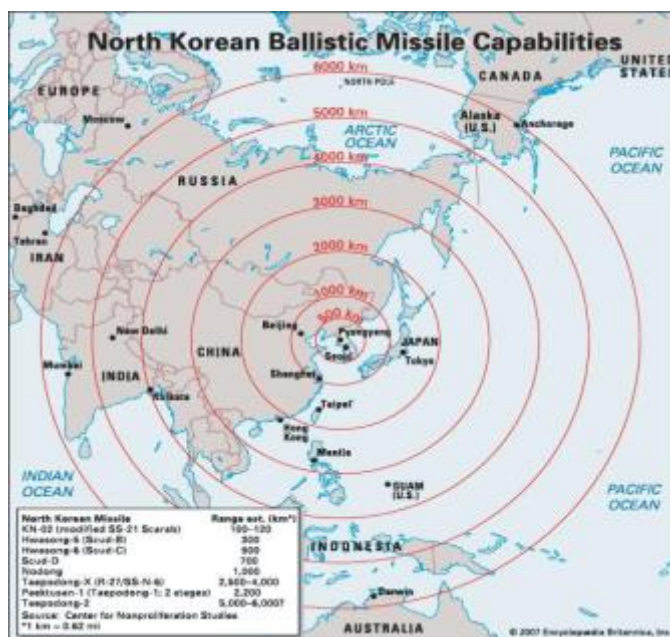 North Korean Ballistic Missile Capabilities
6000 km
NORTH POLE
CANADA
UNITED
STATES
EUROPE
5000 km
Alaska
(U.S.)
Anchorage
Moscow
ARCTIC
OCEAN
PACIFIC
OCEAN
4000 km
RUSSIA
3000 km
Baghdad
Tehran
IRAN
2000 km
1000 km
500 km
Beijing
Pyongyang
Seoul
JAPAN
Tokyo
New Delhi
CHINA
Mumbai
INDIA
Shanghai
Kolkata
Taipei
Hong
Kong
Manila
INDIAN
OCEAN
GUAM
(U.S.)
PACIFIC
OCEAN
INDONESIA
Darwin
AUSTRALIA
North Korean Missile Range est. (km*)
KN-02 (modified SS-21 Scarab) 100–120
Hwasong-5 (Scud-B) 300
Hwasong-6 (Scud-C) 500
Scud-D 700
Nodong 1,000
Taepodong-X (R-27/SS-N-6) 2,500–4,000
Paektusan-1 (Taepodong-1; 2 stages) 2,200
Taepodong-2 5,000–6,000?
Source: Center for Nonproliferation Studies
*1 km = 0.62 mi
© 2007 Encyclopædia Britannica, Inc.